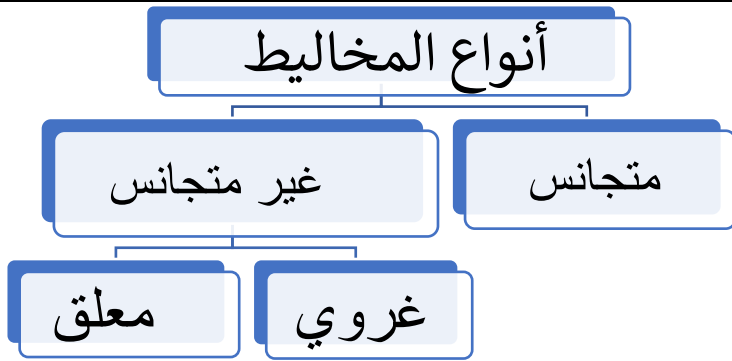 أنواع المخاليط
متجانس
غير متجانس
غروي
معلق